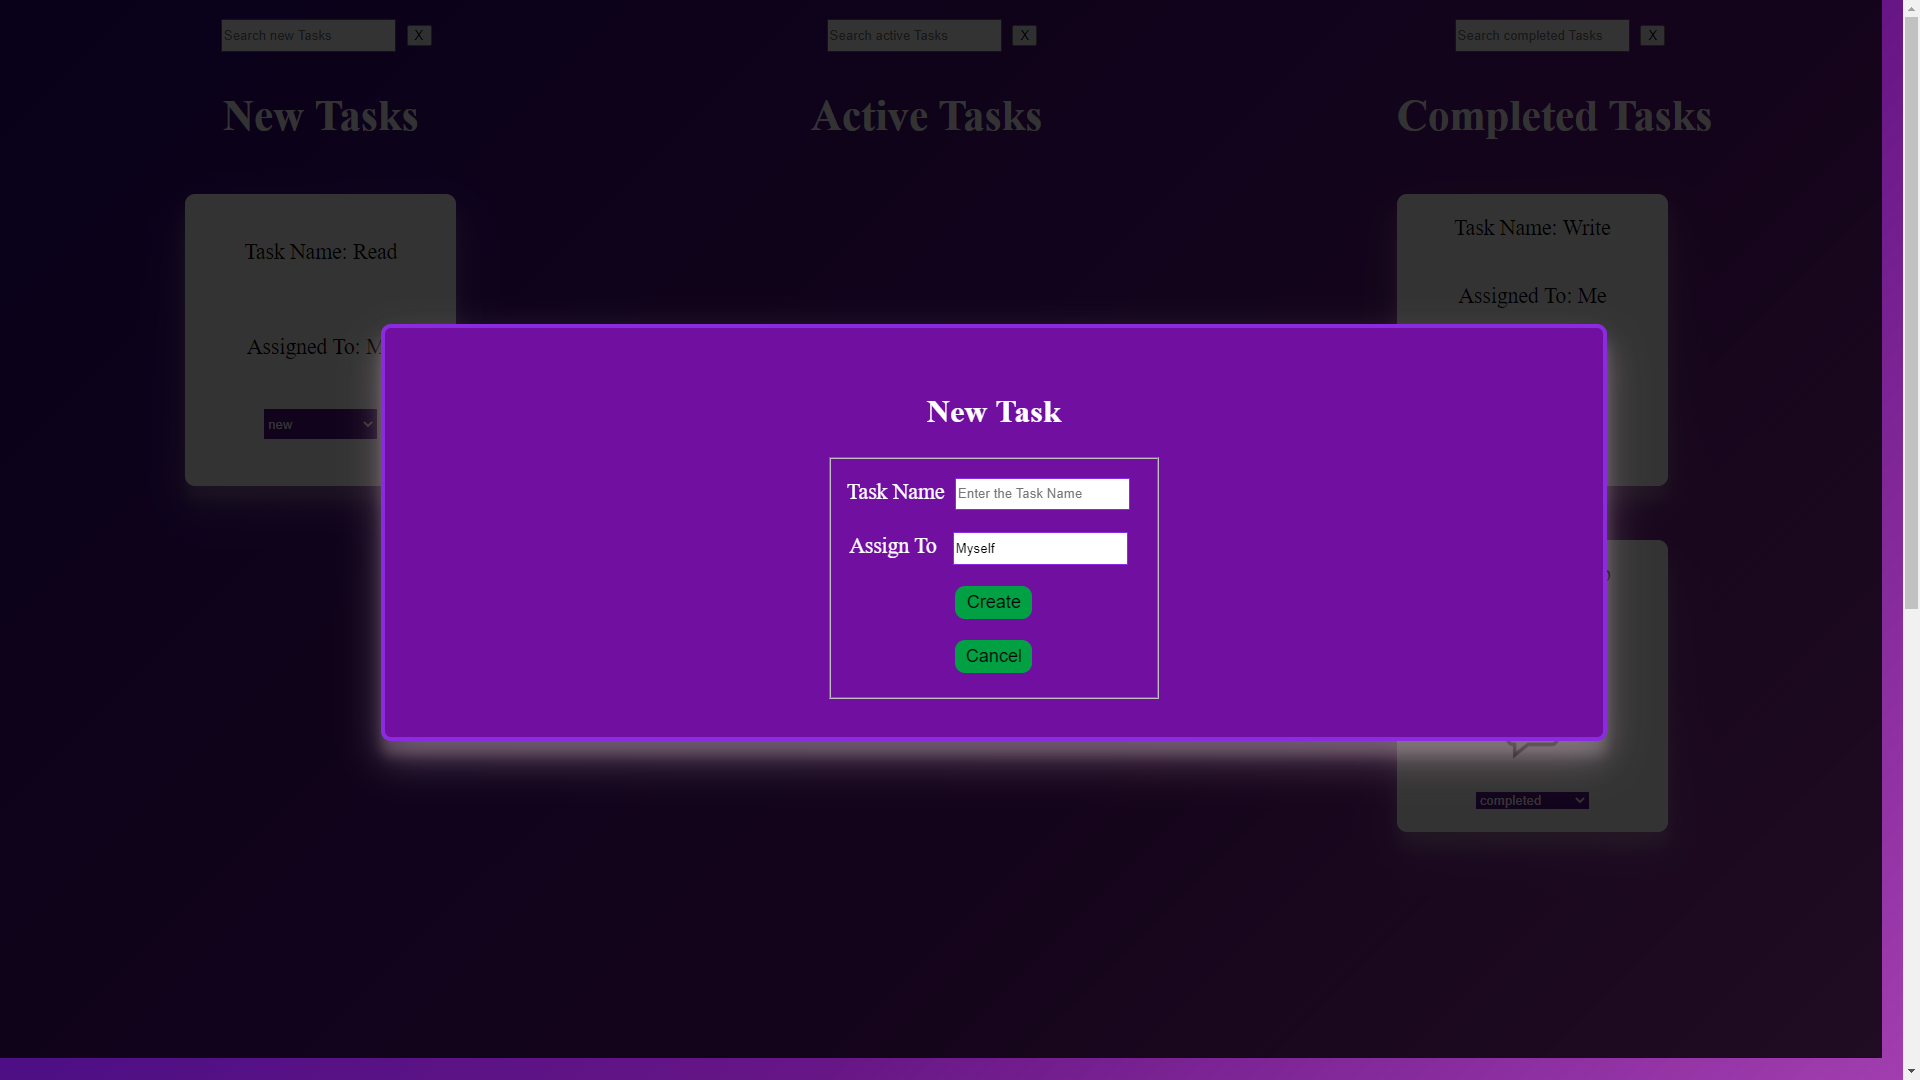 Search new Tasks X
Search active Tasks X
Search completed Tasks X
New Tasks
Active Tasks
Completed Tasks
Task Name: Read
Assigned To:
new
Task Name: Write
Assigned To: Me
New Task
Task Name Enter the Task Name
Assign To Myself
Create
Cancel
completed